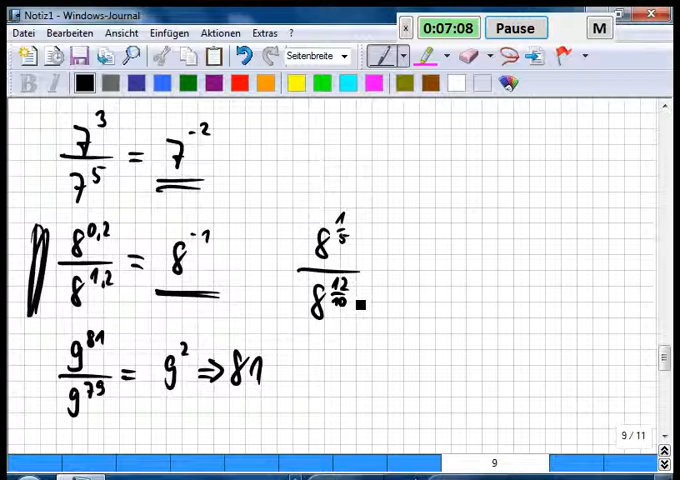 Notiz1 - Windows-Journal
x 00:07:08 Pause M
Datei Bearbeiten Ansicht Einfügen Aktionen Extras ?
Seitenbreite
B I
7^3 / 7^5 = 7^-2
8^0,2 / 8^1,2 = 8^-1
8^1/5 / 8^12/10
9^81 / 9^79 = 9^2 ⇒ 81
9 / 11
9